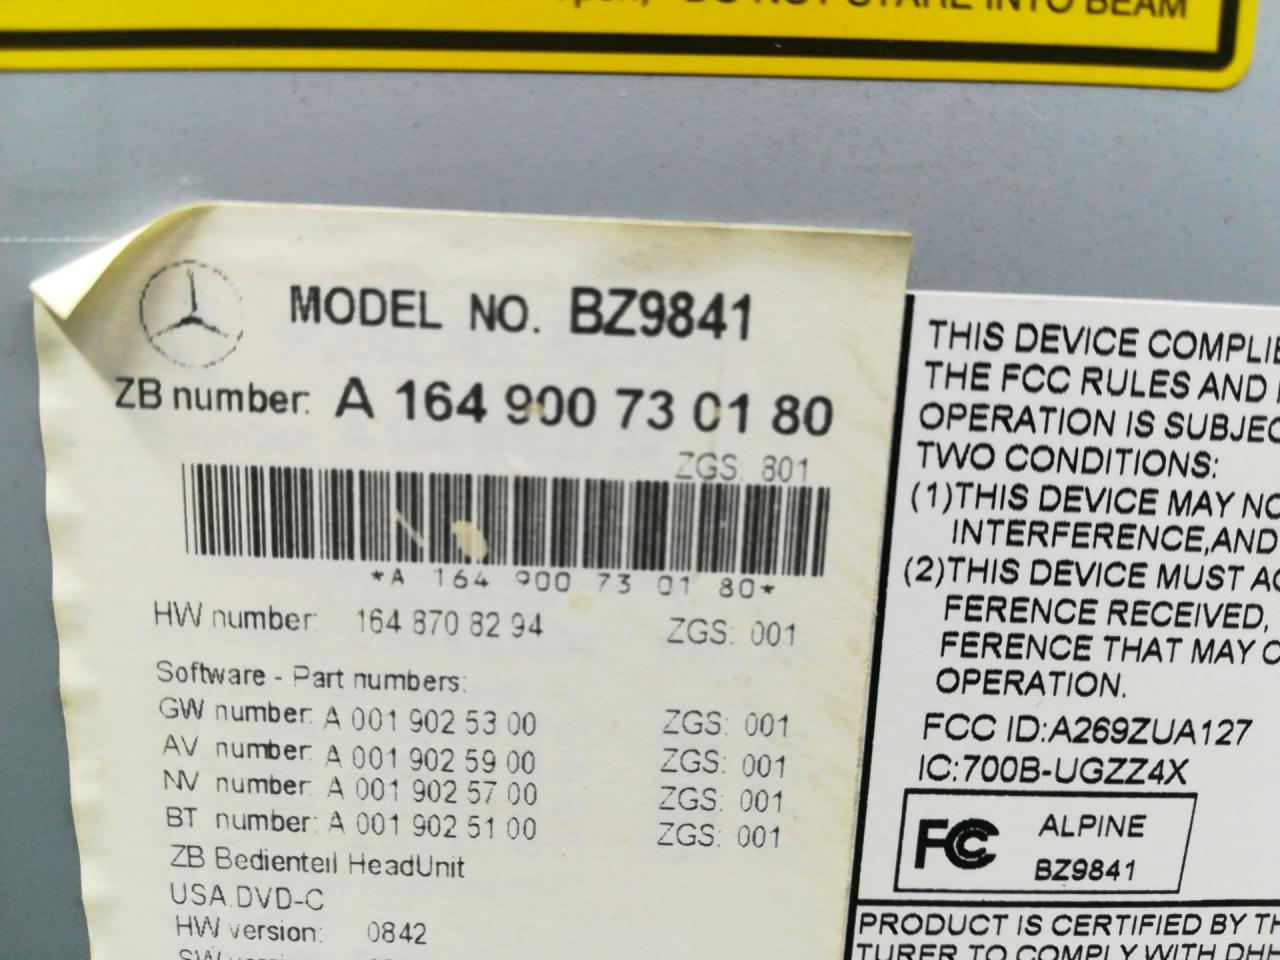 DO NOT STARE INTO BEAM
MODEL NO. BZ9841
ZB number: A 164 900 73 01 80
ZGS: 801
*A 164 900 73 01 80*
HW number: 164 870 82 94 ZGS: 001
Software - Part numbers:
GW number: A 001 902 53 00 ZGS: 001
AV number: A 001 902 59 00 ZGS: 001
NV number: A 001 902 57 00 ZGS: 001
BT number: A 001 902 51 00 ZGS: 001
ZB Bedienteil HeadUnit
USA.DVD-C
HW version: 0842
THIS DEVICE COMPLIE
THE FCC RULES AND
OPERATION IS SUBJEC
TWO CONDITIONS:
(1)THIS DEVICE MAY NO
INTERFERENCE,AND
(2)THIS DEVICE MUST AC
FERENCE RECEIVED,
FERENCE THAT MAY C
OPERATION.
FCC ID:A269ZUA127
IC:700B-UGZZ4X
FC ALPINE
BZ9841
PRODUCT IS CERTIFIED BY TH
TURER TO COMPLY WITH DHH